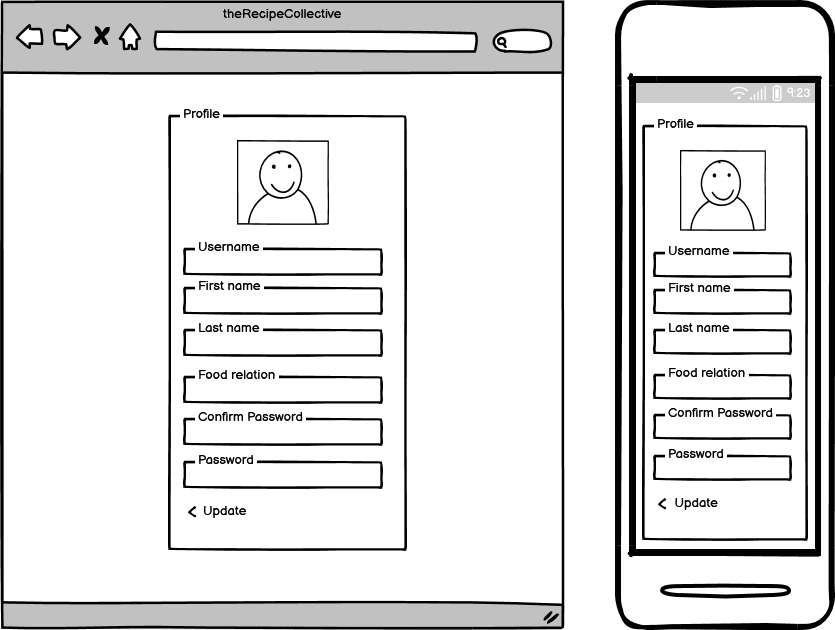 theRecipeCollective
Profile
Username
First name
Last name
Food relation
Confirm Password
Password
< Update
9:23
Profile
Username
First name
Last name
Food relation
Confirm Password
Password
< Update